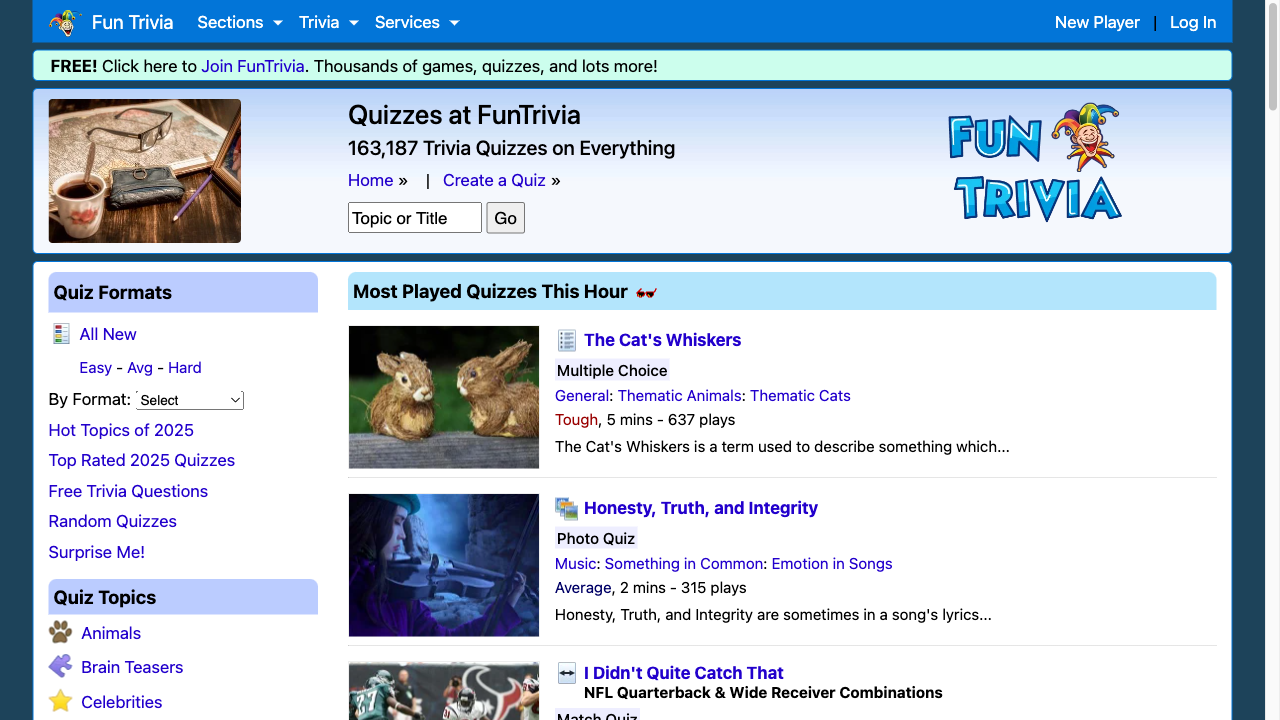 Fun Trivia Sections Trivia Services New Player | Log In
FREE! Click here to Join FunTrivia. Thousands of games, quizzes, and lots more!
Quizzes at FunTrivia
163,187 Trivia Quizzes on Everything
Home » | Create a Quiz »
Topic or Title Go
FUN
TRIVIA
Quiz Formats
All New
Easy - Avg - Hard
By Format: Select
Hot Topics of 2025
Top Rated 2025 Quizzes
Free Trivia Questions
Random Quizzes
Surprise Me!
Quiz Topics
Animals
Brain Teasers
Celebrities
Most Played Quizzes This Hour
The Cat's Whiskers
Multiple Choice
General: Thematic Animals: Thematic Cats
Tough, 5 mins - 637 plays
The Cat's Whiskers is a term used to describe something which...
Honesty, Truth, and Integrity
Photo Quiz
Music: Something in Common: Emotion in Songs
Average, 2 mins - 315 plays
Honesty, Truth, and Integrity are sometimes in a song's lyrics...
I Didn't Quite Catch That
NFL Quarterback & Wide Receiver Combinations
Match Quiz